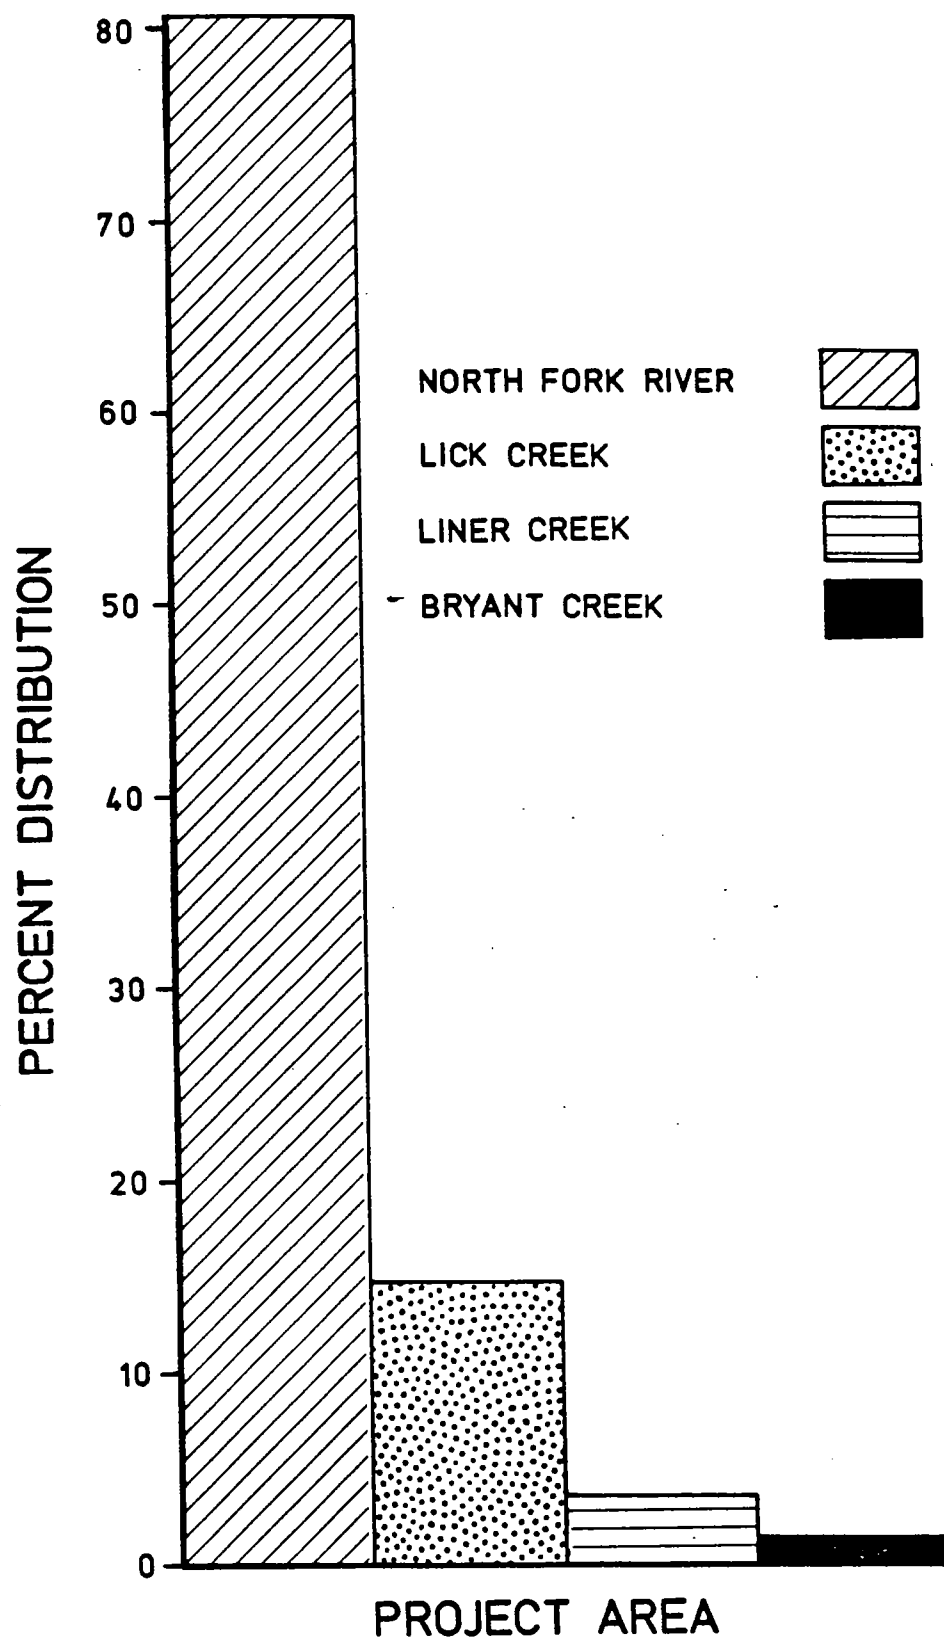 80
70
60
50
40
30
20
10
0
PERCENT DISTRIBUTION
NORTH FORK RIVER
LICK CREEK
LINER CREEK
BRYANT CREEK
PROJECT AREA